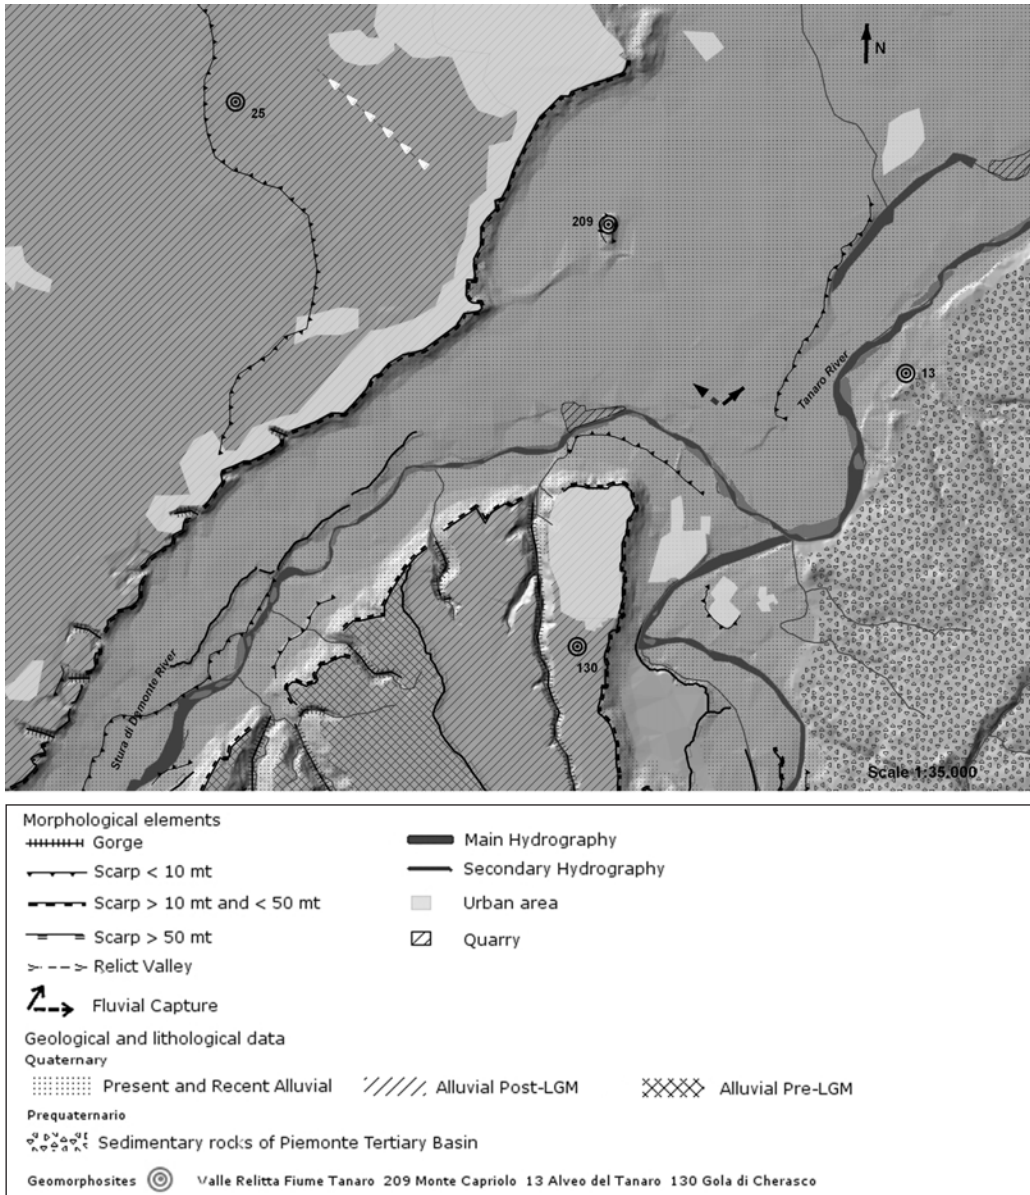 N
25
209
13
Tanaro River
130
Stura di Demonte River
Scale 1:35,000
Morphological elements
Gorge
Main Hydrography
Scarp < 10 mt
Secondary Hydrography
Scarp > 10 mt and < 50 mt
Urban area
Scarp > 50 mt
Quarry
Relict Valley
Fluvial Capture
Geological and lithological data
Quaternary
Present and Recent Alluvial
Alluvial Post-LGM
Alluvial Pre-LGM
Prequaternario
Sedimentary rocks of Piemonte Tertiary Basin
Geomorphosites Valle Relitta Fiume Tanaro 209 Monte Capriolo 13 Alveo del Tanaro 130 Gola di Cherasco